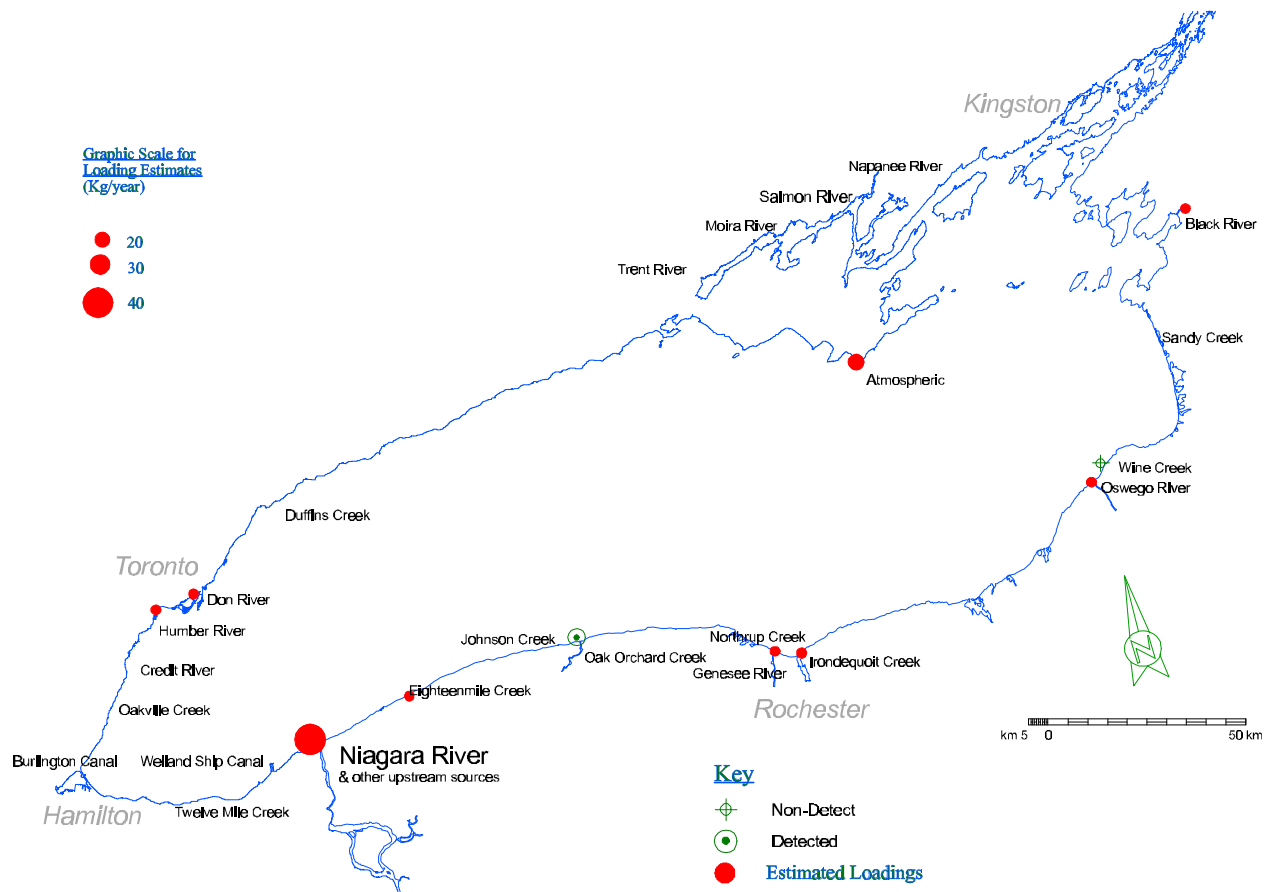 Kingston
Graphic Scale for
Loading Estimates
(Kg/year)
20
30
40
Napanee River
Salmon River
Moira River
Trent River
Black River
Sandy Creek
Atmospheric
Wine Creek
Oswego River
Duffins Creek
Toronto
Don River
Humber River
Credit River
Oakville Creek
Burlington Canal
Hamilton
Welland Ship Canal
Twelve Mile Creek
Niagara River
& other upstream sources
Eighteenmile Creek
Johnson Creek
Oak Orchard Creek
Northrup Creek
Genesee River
Irondequoit Creek
Rochester
N
km 5 0 50 km
Key
Non-Detect
Detected
Estimated Loadings